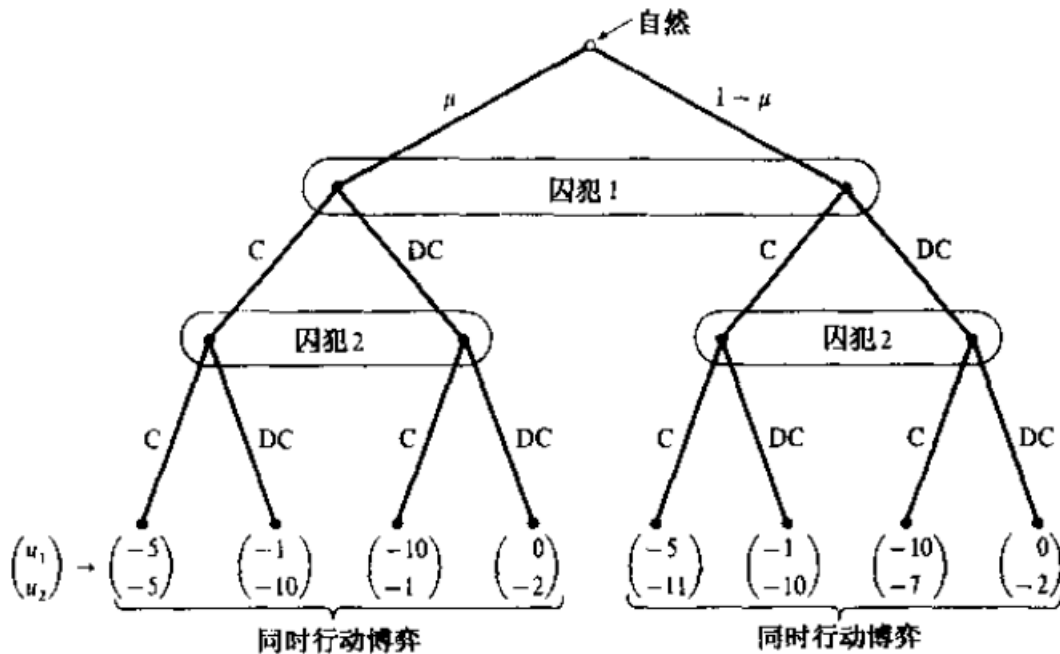 自然
μ 1 − μ
囚犯 1
C DC C DC
囚犯 2 囚犯 2
C DC C DC C DC C DC
(u₁ u₂) → (−5 −5) (−1 −10) (−10 −1) (0 −2) (−5 −11) (−1 −10) (−10 −7) (0 −2)
同时行动博弈 同时行动博弈